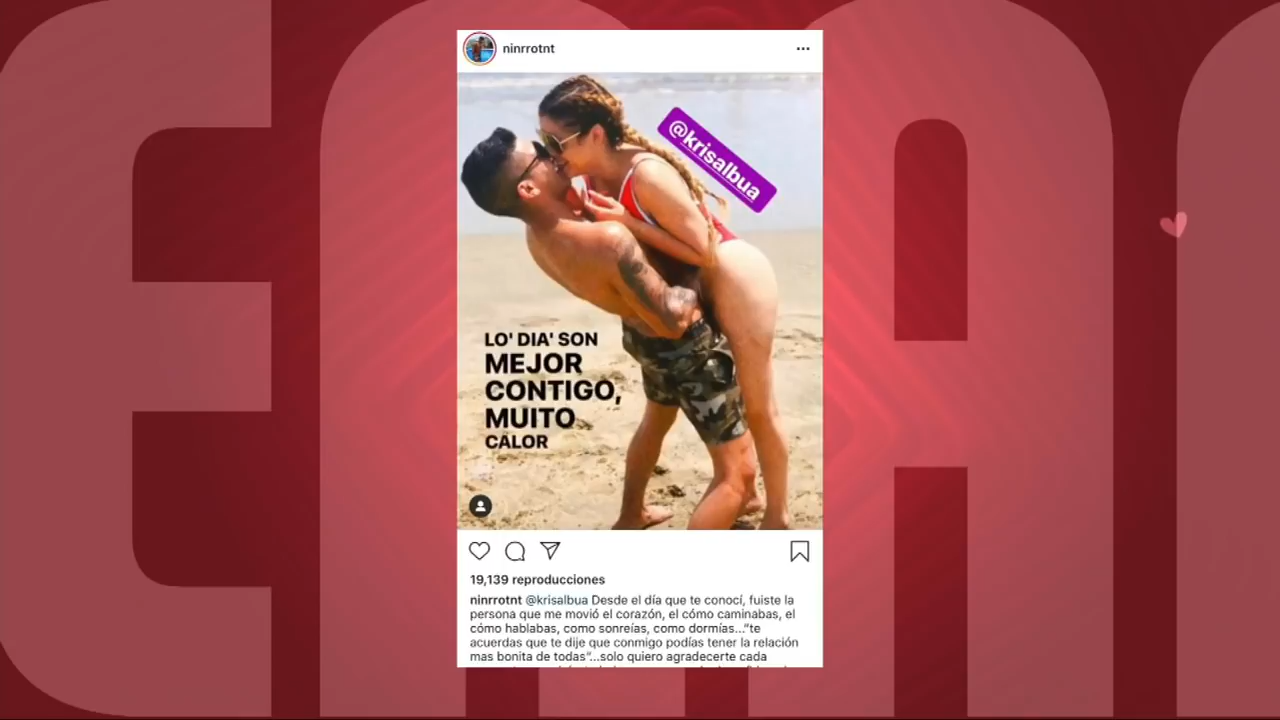 ninrrotnt
@krisalbua
LO' DIA' SON
MEJOR
CONTIGO,
MUITO
CALOR
19,139 reproducciones
ninrrotnt @krisalbua Desde el día que te conocí, fuiste la
persona que me movió el corazón, el cómo caminabas, el
cómo hablabas, como sonreías, como dormías..."te
acuerdas que te dije que conmigo podías tener la relación
mas bonita de todas"...solo quiero agradecerte cada